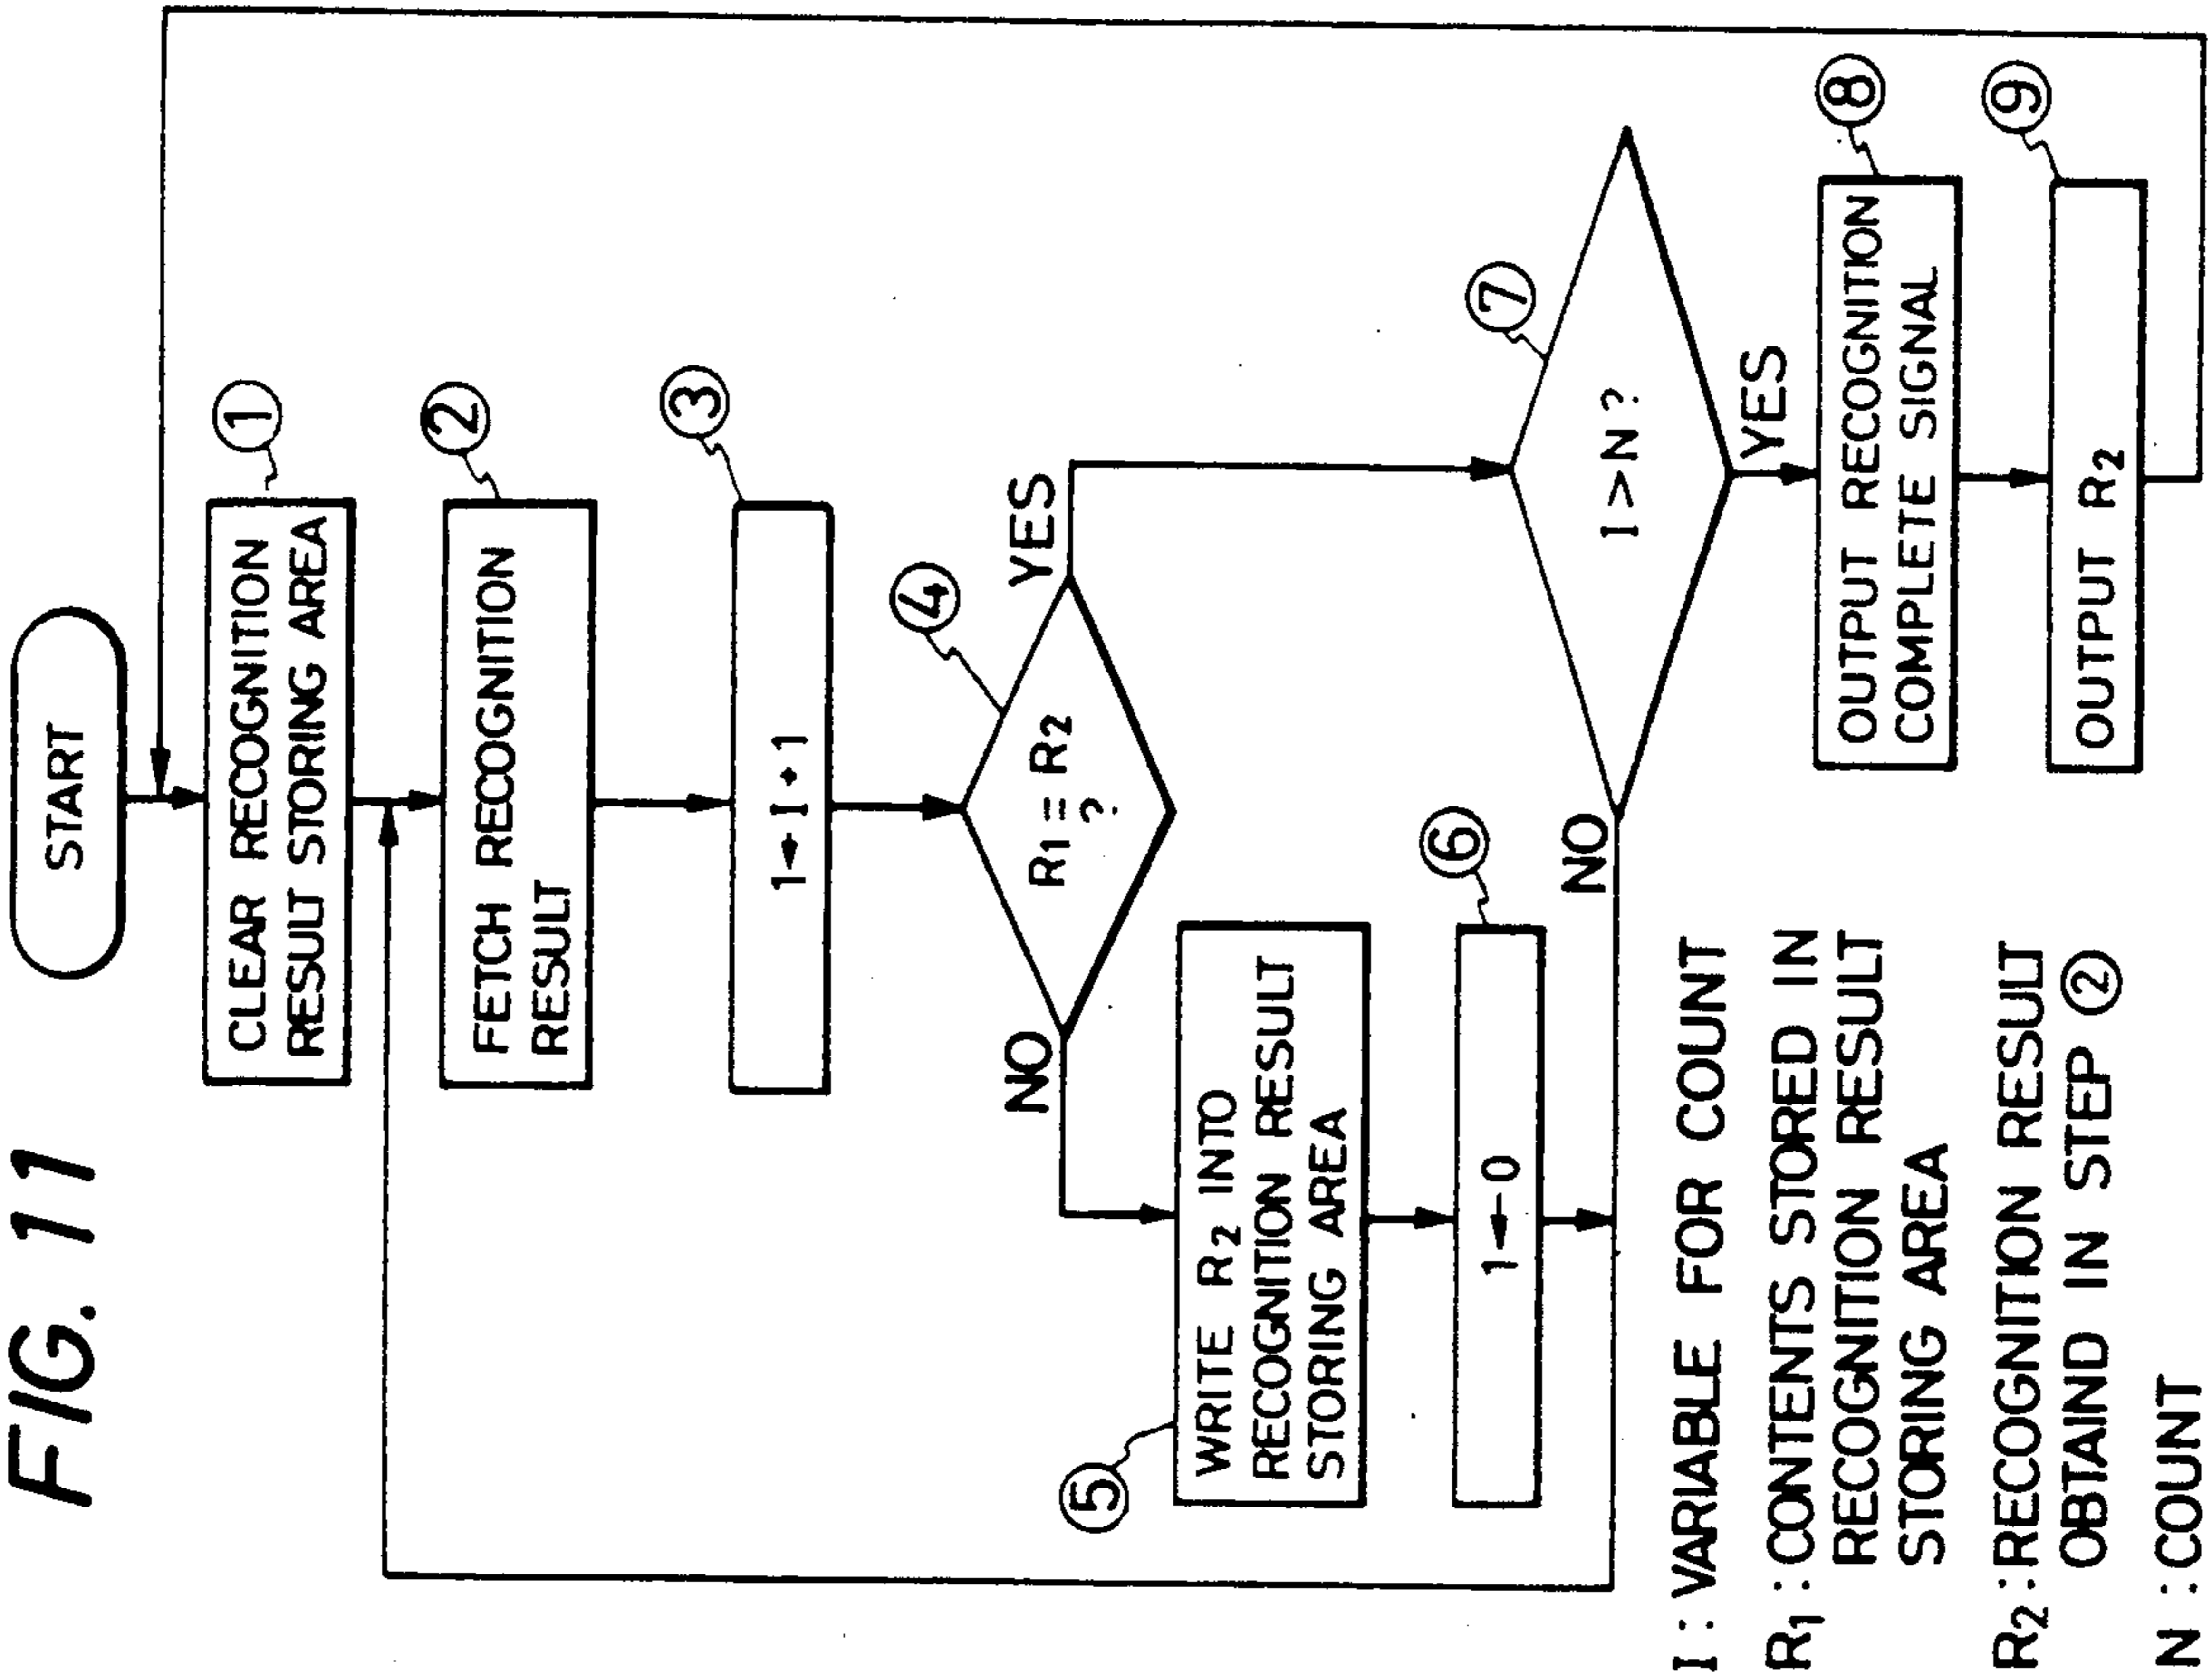 FIG. 11
START
CLEAR RECOGNITION
RESULT STORING AREA
①
FETCH RECOGNITION
RESULT
②
1←I+1
③
R1 = R2
?
④
NO
YES
WRITE R2 INTO
RECOGNITION RESULT
STORING AREA
⑤
1←0
⑥
I > N ?
⑦
NO
YES
OUTPUT RECOGNITION
COMPLETE SIGNAL
⑧
OUTPUT R2
⑨
I : VARIABLE FOR COUNT
R1 : CONTENTS STORED IN
RECOGNITION RESULT
STORING AREA
R2 : RECOGNITION RESULT
OBTAIND IN STEP ②
N : COUNT